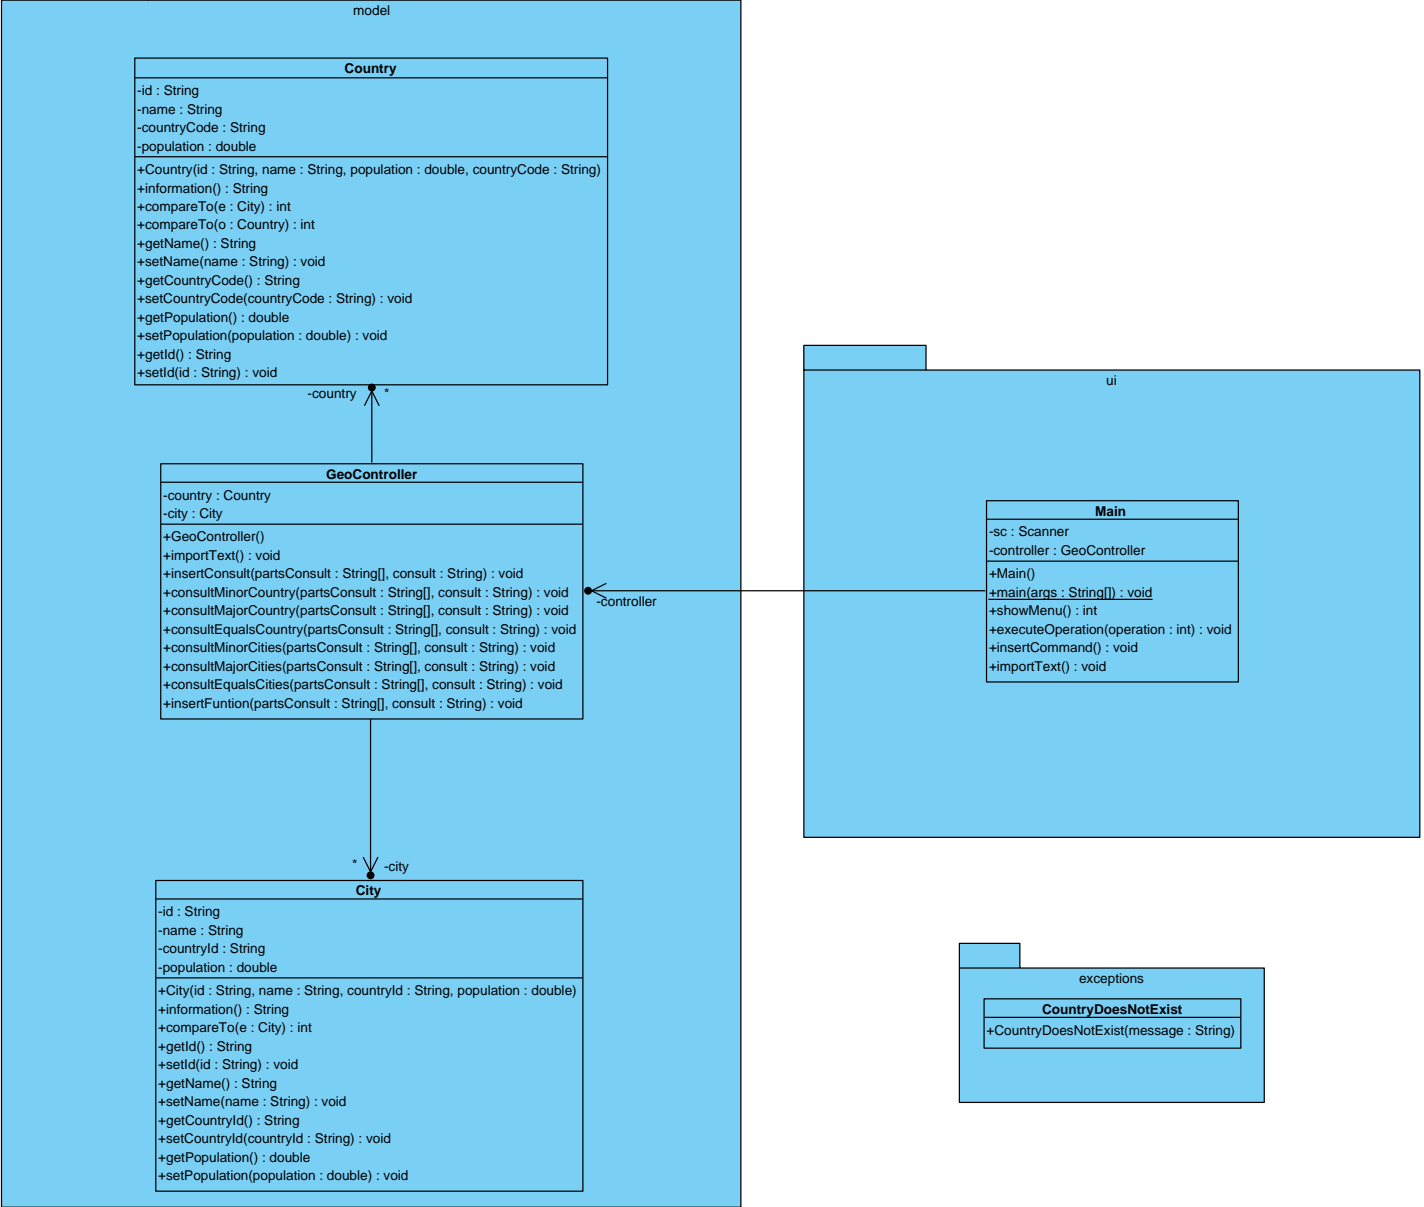 model
Country
-id : String
-name : String
-countryCode : String
-population : double
+Country(id : String, name : String, population : double, countryCode : String)
+information() : String
+compareTo(e : City) : int
+compareTo(o : Country) : int
+getName() : String
+setName(name : String) : void
+getCountryCode() : String
+setCountryCode(countryCode : String) : void
+getPopulation() : double
+setPopulation(population : double) : void
+getId() : String
+setId(id : String) : void
-country *
GeoController
-country : Country
-city : City
+GeoController()
+importText() : void
+insertConsult(partsConsult : String[], consult : String) : void
+consultMinorCountry(partsConsult : String[], consult : String) : void
+consultMajorCountry(partsConsult : String[], consult : String) : void
+consultEqualsCountry(partsConsult : String[], consult : String) : void
+consultMinorCities(partsConsult : String[], consult : String) : void
+consultMajorCities(partsConsult : String[], consult : String) : void
+consultEqualsCities(partsConsult : String[], consult : String) : void
+insertFuntion(partsConsult : String[], consult : String) : void
-controller
* -city
City
-id : String
-name : String
-countryId : String
-population : double
+City(id : String, name : String, countryId : String, population : double)
+information() : String
+compareTo(e : City) : int
+getId() : String
+setId(id : String) : void
+getName() : String
+setName(name : String) : void
+getCountryId() : String
+setCountryId(countryId : String) : void
+getPopulation() : double
+setPopulation(population : double) : void
ui
Main
-sc : Scanner
-controller : GeoController
+Main()
+main(args : String[]) : void
+showMenu() : int
+executeOperation(operation : int) : void
+insertCommand() : void
+importText() : void
exceptions
CountryDoesNotExist
+CountryDoesNotExist(message : String)